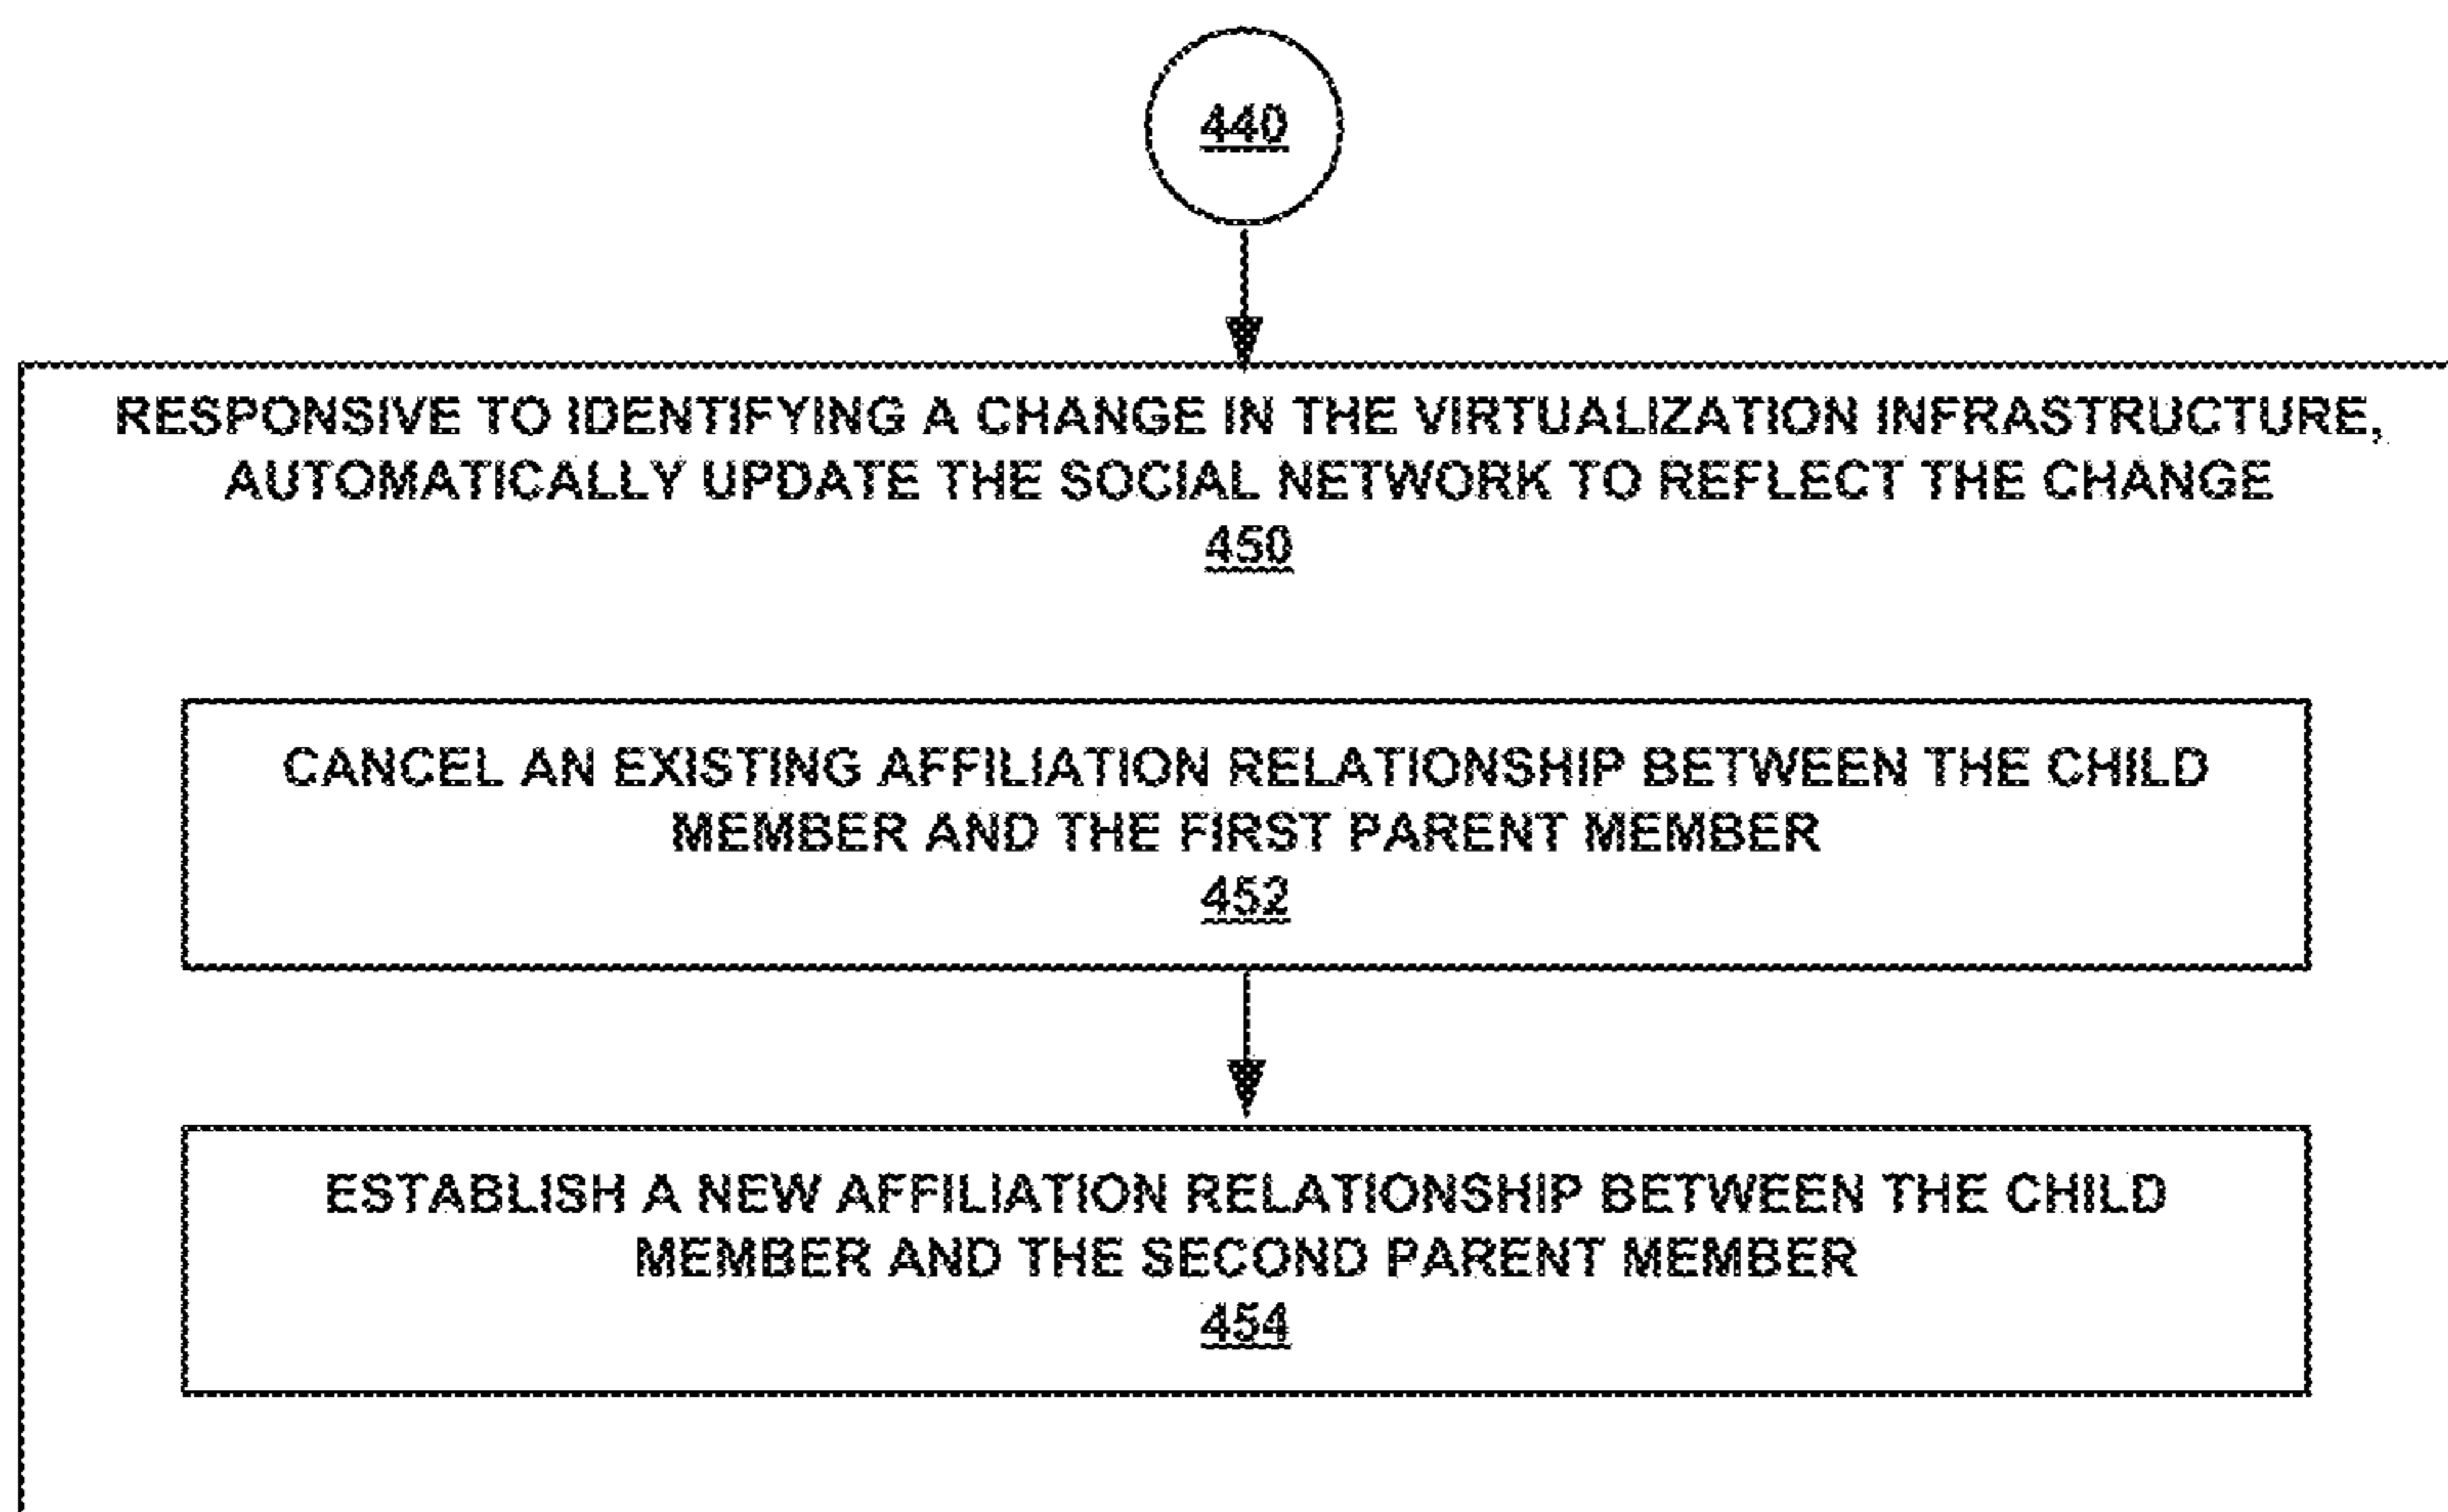 440
RESPONSIVE TO IDENTIFYING A CHANGE IN THE VIRTUALIZATION INFRASTRUCTURE,
AUTOMATICALLY UPDATE THE SOCIAL NETWORK TO REFLECT THE CHANGE
450
CANCEL AN EXISTING AFFILIATION RELATIONSHIP BETWEEN THE CHILD
MEMBER AND THE FIRST PARENT MEMBER
452
ESTABLISH A NEW AFFILIATION RELATIONSHIP BETWEEN THE CHILD
MEMBER AND THE SECOND PARENT MEMBER
454